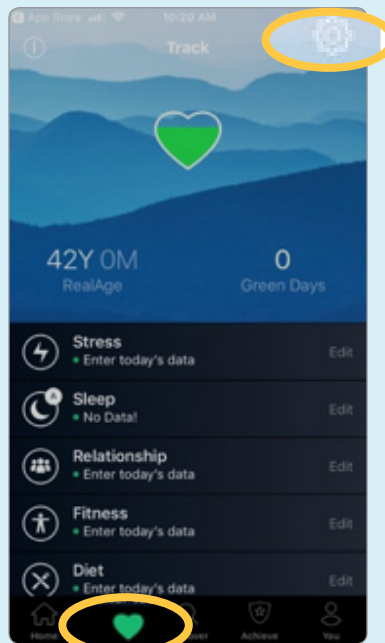 App Store 10:20 AM
Track
42Y 0M
0
RealAge
Green Days
Stress
Enter today's data
Edit
A
Sleep
No Data!
Edit
Relationship
Enter today's data
Edit
Fitness
Enter today's data
Edit
Diet
Enter today's data
Edit
Home
Achieve
You